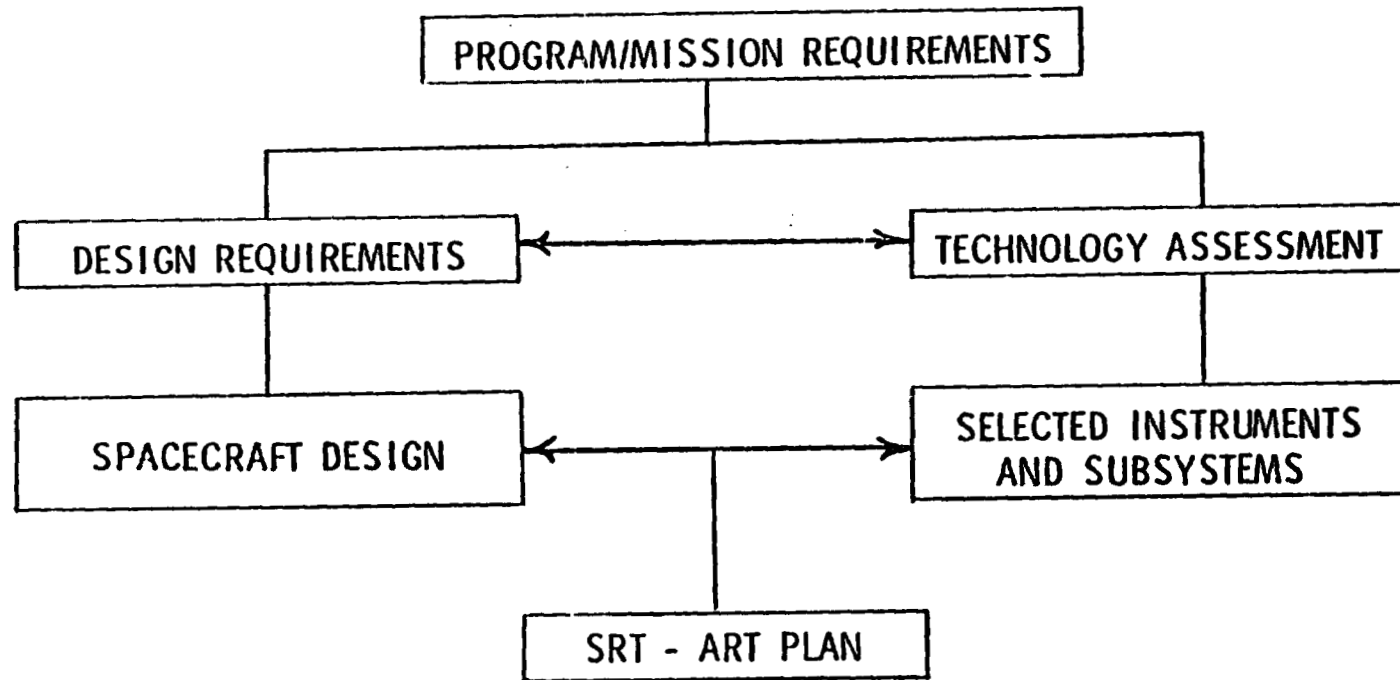 PROGRAM/MISSION REQUIREMENTS
DESIGN REQUIREMENTS
TECHNOLOGY ASSESSMENT
SPACECRAFT DESIGN
SELECTED INSTRUMENTS
AND SUBSYSTEMS
SRT - ART PLAN